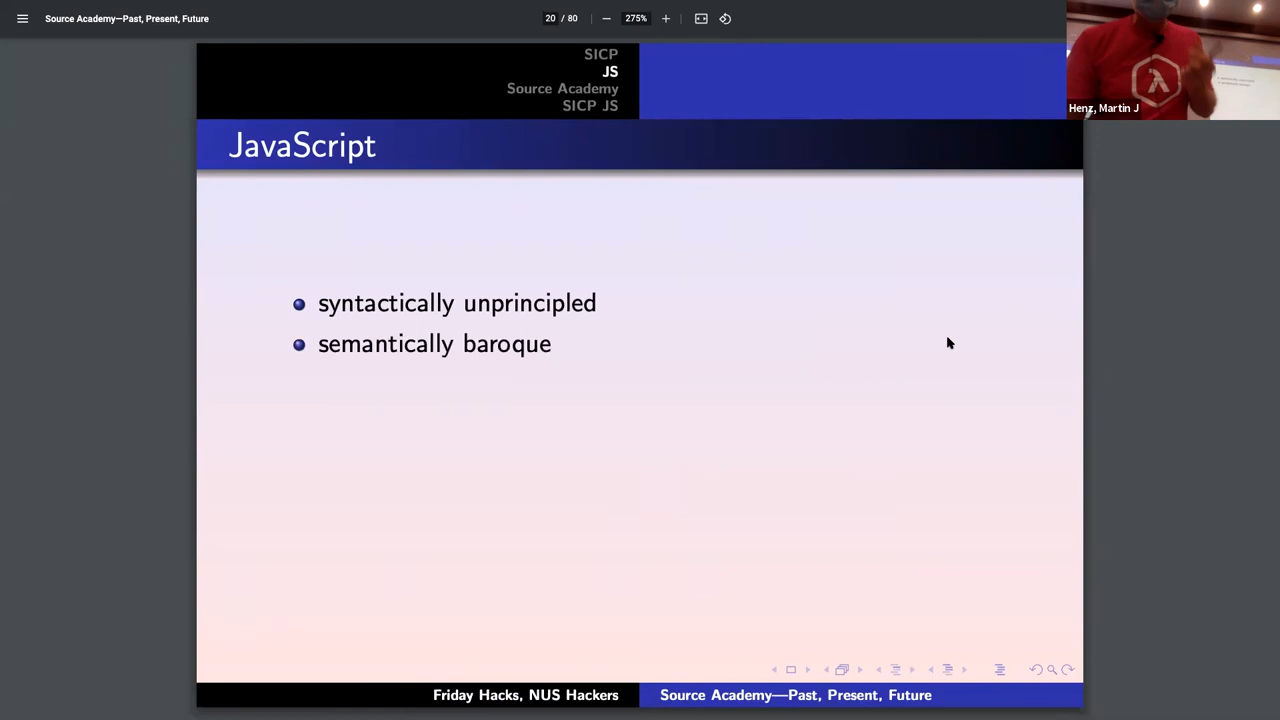 Source Academy—Past, Present, Future
20 / 80
275%
SICP
JS
Source Academy
SICP JS
λ
Henz, Martin J
JavaScript
syntactically unprincipled
semantically baroque
Friday Hacks, NUS Hackers
Source Academy—Past, Present, Future